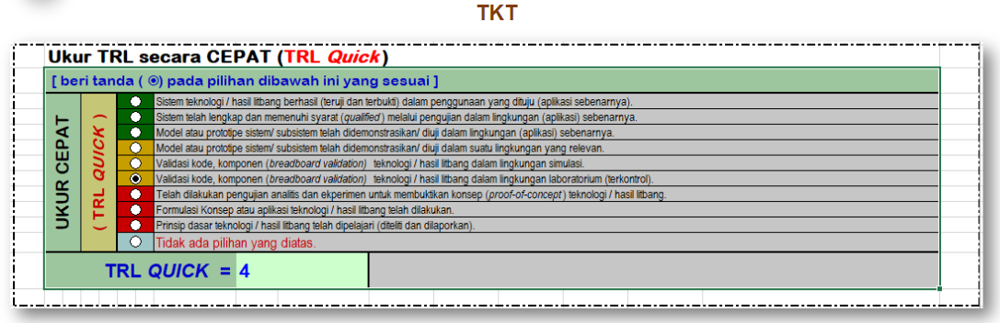 TKT
Ukur TRL secara CEPAT (TRL Quick)
[ beri tanda ( ◉) pada pilihan dibawah ini yang sesuai ]
UKUR CEPAT
( TRL QUICK )
Sistem teknologi / hasil litbang berhasil (teruji dan terbukti) dalam penggunaan yang dituju (aplikasi sebenarnya).
Sistem telah lengkap dan memenuhi syarat (qualified) melalui pengujian dalam lingkungan (aplikasi) sebenarnya.
Model atau prototipe sistem/ subsistem telah didemonstrasikan/ diuji dalam lingkungan (aplikasi) sebenarnya.
Model atau prototipe sistem/ subsistem telah didemonstrasikan/ diuji dalam suatu lingkungan yang relevan.
Validasi kode, komponen (breadboard validation) teknologi / hasil litbang dalam lingkungan simulasi.
Validasi kode, komponen (breadboard validation) teknologi / hasil litbang dalam lingkungan laboratorium (terkontrol).
Telah dilakukan pengujian analitis dan ekperimen untuk membuktikan konsep (proof-of-concept) teknologi / hasil litbang.
Formulasi Konsep atau aplikasi teknologi / hasil litbang telah dilakukan.
Prinsip dasar teknologi / hasil litbang telah dipelajari (diteliti dan dilaporkan).
Tidak ada pilihan yang diatas.
TRL QUICK = 4